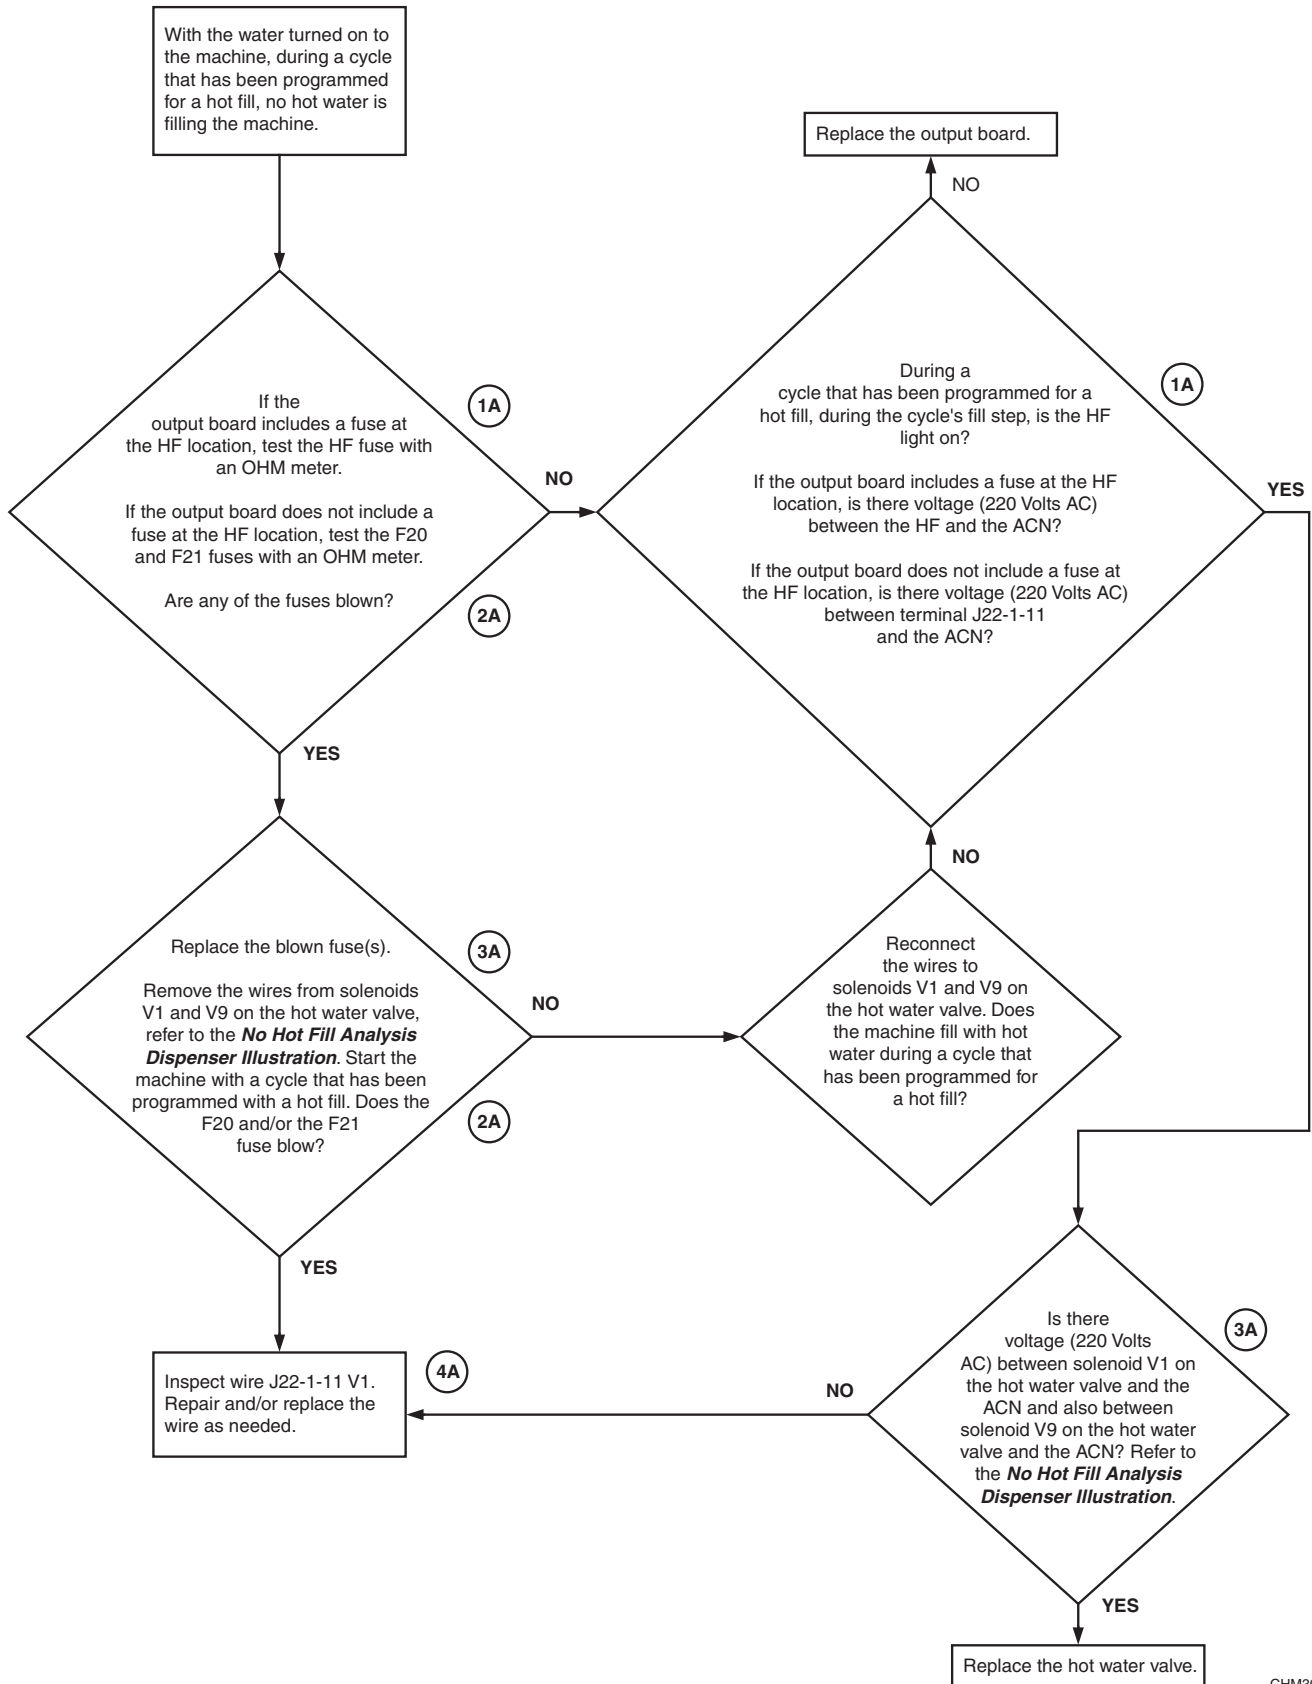 With the water turned on to
the machine, during a cycle
that has been programmed
for a hot fill, no hot water is
filling the machine.
Replace the output board.
NO
If the
output board includes a fuse at
the HF location, test the HF fuse with
an OHM meter.
If the output board does not include a
fuse at the HF location, test the F20
and F21 fuses with an OHM meter.
Are any of the fuses blown?
1A
2A
NO
YES
During a
cycle that has been programmed for a
hot fill, during the cycle's fill step, is the HF
light on?
If the output board includes a fuse at the HF
location, is there voltage (220 Volts AC)
between the HF and the ACN?
If the output board does not include a fuse at
the HF location, is there voltage (220 Volts AC)
between terminal J22-1-11
and the ACN?
1A
YES
NO
Replace the blown fuse(s).
Remove the wires from solenoids
V1 and V9 on the hot water valve,
refer to the No Hot Fill Analysis
Dispenser Illustration. Start the
machine with a cycle that has been
programmed with a hot fill. Does the
F20 and/or the F21
fuse blow?
3A
2A
NO
YES
Reconnect
the wires to
solenoids V1 and V9 on
the hot water valve. Does
the machine fill with hot
water during a cycle that
has been programmed for
a hot fill?
Inspect wire J22-1-11 V1.
Repair and/or replace the
wire as needed.
4A
NO
Is there
voltage (220 Volts
AC) between solenoid V1 on
the hot water valve and the
ACN and also between
solenoid V9 on the hot water
valve and the ACN? Refer to
the No Hot Fill Analysis
Dispenser Illustration.
3A
YES
Replace the hot water valve.